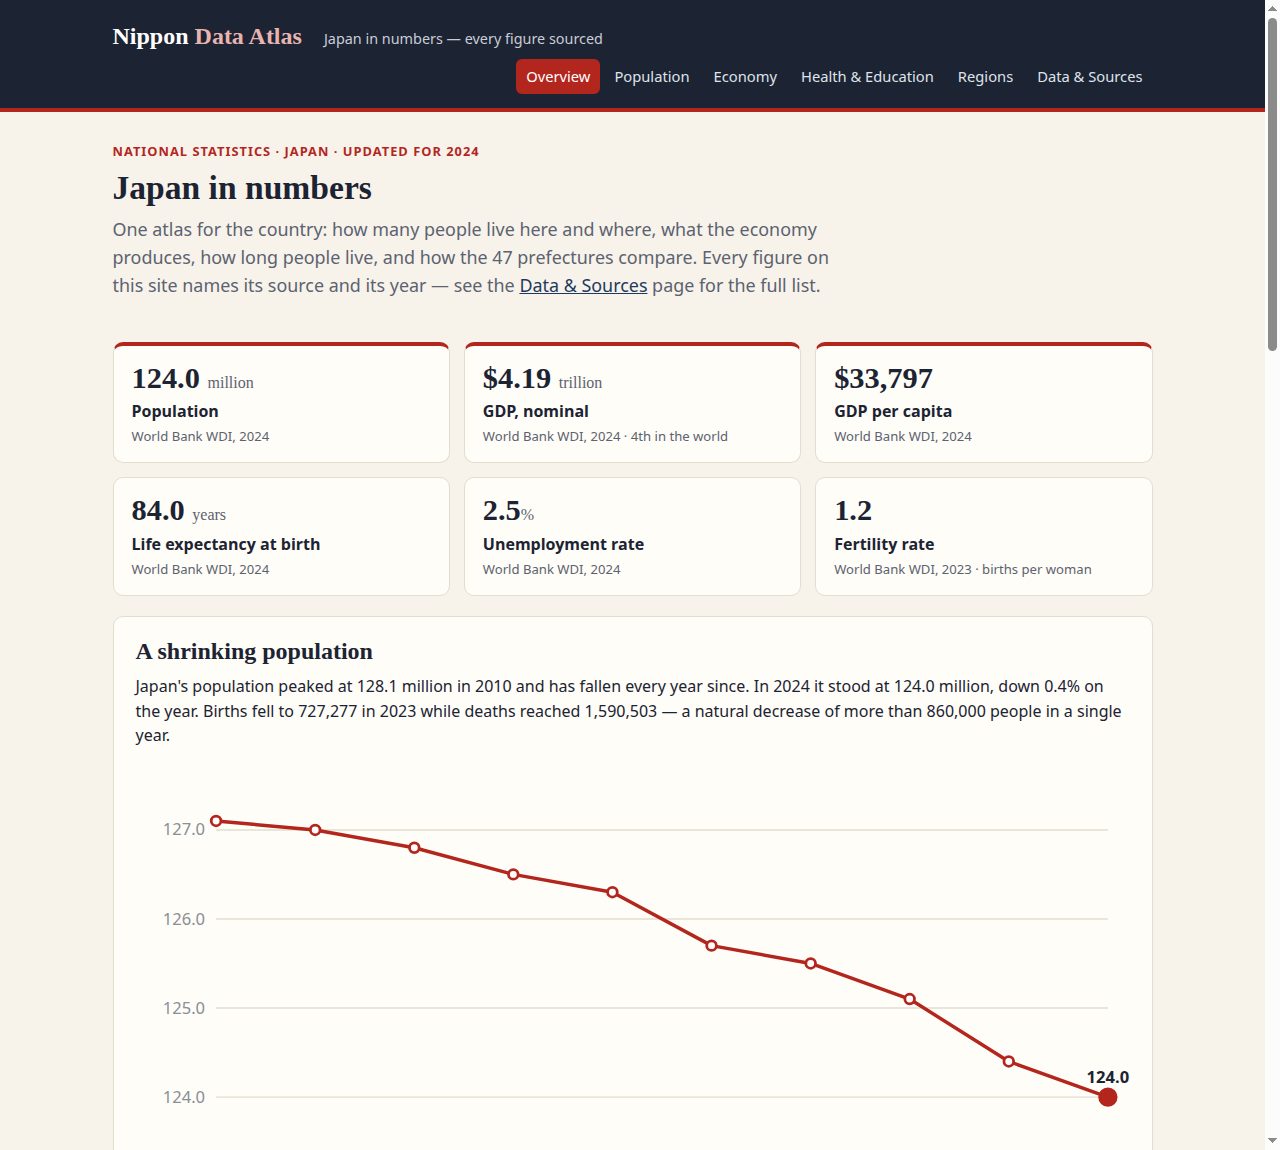 Nippon Data Atlas Japan in numbers — every figure sourced
Overview Population Economy Health & Education Regions Data & Sources
NATIONAL STATISTICS · JAPAN · UPDATED FOR 2024
Japan in numbers
One atlas for the country: how many people live here and where, what the economy
produces, how long people live, and how the 47 prefectures compare. Every figure on
this site names its source and its year — see the Data & Sources page for the full list.
124.0 million
Population
World Bank WDI, 2024
$4.19 trillion
GDP, nominal
World Bank WDI, 2024 · 4th in the world
$33,797
GDP per capita
World Bank WDI, 2024
84.0 years
Life expectancy at birth
World Bank WDI, 2024
2.5%
Unemployment rate
World Bank WDI, 2024
1.2
Fertility rate
World Bank WDI, 2023 · births per woman
A shrinking population
Japan's population peaked at 128.1 million in 2010 and has fallen every year since. In 2024 it stood at 124.0 million, down 0.4% on
the year. Births fell to 727,277 in 2023 while deaths reached 1,590,503 — a natural decrease of more than 860,000 people in a single
year.
127.0
126.0
125.0
124.0
124.0